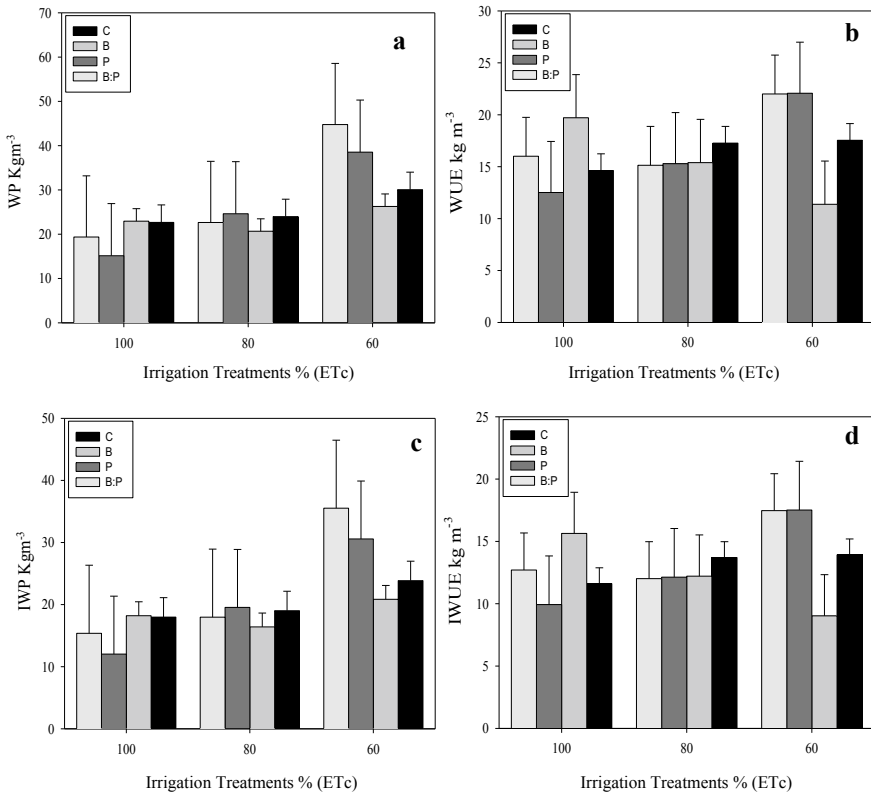 a
C
B
P
B:P
WP Kgm⁻³
70
60
50
40
30
20
10
0
100 80 60
Irrigation Treatments % (ETc)
b
C
B
P
B:P
WUE kg m⁻³
30
25
20
15
10
5
0
100 80 60
Irrigation Treatments % (ETc)
c
C
B
P
B:P
IWP Kgm⁻³
50
40
30
20
10
0
100 80 60
Irrigation Treatments % (ETc)
d
C
B
P
B:P
IWUE kg m⁻³
25
20
15
10
5
0
100 80 60
Irrigation Treatments % (ETc)